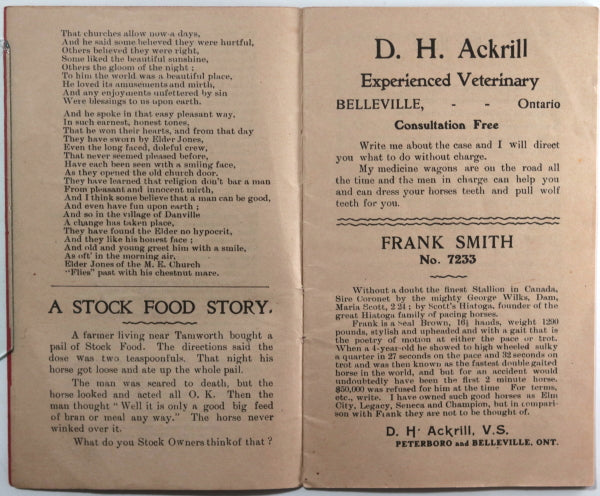 That churches allow now-a days,
And he said some believed they were hurtful,
Others believed they were right,
Some liked the beautiful sunshine,
Others the gloom of the night ;
To him the world was a beautiful place,
He loved its amusements and mirth,
And any enjoyments unfettered by sin
Were blessings to us upon earth.
And he spoke in that easy pleasant way,
In such earnest, honest tones,
That he won their hearts, and from that day
They have sworn by Elder Jones,
Even the long faced, doleful crew,
That never seemed pleased before,
Have each been seen with a smiling face,
As they opened the old church door.
They have learned that religion don't bar a man
From pleasant and innocent mirth,
And I think some believe that a man can be good,
And even have fun upon earth ;
And so in the village of Danville
A change has taken place,
They have found the Elder no hypocrit,
And they like his honest face ;
And old and young greet him with a smile,
As oft' in the morning air,
Elder Jones of the M. E. Church
"Flies" past with his chestnut mare.
A STOCK FOOD STORY.
A farmer living near Tamworth bought a
pail of Stock Food. The directions said the
dose was two teaspoonfuls. That night his
horse got loose and ate up the whole pail.
The man was scared to death, but the
horse looked and acted all O. K. Then the
man thought "Well it is only a good big feed
of bran or meal any way." The horse never
winked over it.
What do you Stock Owners think of that ?
D. H. Ackrill
Experienced Veterinary
BELLEVILLE, - - Ontario
Consultation Free
Write me about the case and I will direct
you what to do without charge.
My medicine wagons are on the road all
the time and the men in charge can help you
and can dress your horses teeth and pull wolf
teeth for you.
FRANK SMITH
No. 7233
Without a doubt the finest Stallion in Canada,
Sire Coronet by the mighty George Wilks, Dam,
Maria Scott, 2 24 ; by Scott's Histoga, founder of the
great Histoga family of pacing horses.
Frank is a Seal Brown, 16½ hands, weight 1290
pounds, stylish and upheaded and with a gait that is
the poetry of motion at either the pace or trot.
When a 4-year-old he showed to high wheeled sulky
a quarter in 27 seconds on the pace and 32 seconds on
trot and was then known as the fastest double gaited
horse in the world, and but for an accident would
undoubtedly have been the first 2 minute horse.
$50,000 was refused for him at the time For terms,
etc., write. I have owned such good horses as Elm
City, Legacy, Seneca and Champion, but in compari-
son with Frank they are not to be thought of.
D. H. Ackrill, V.S.
PETERBORO and BELLEVILLE, ONT.